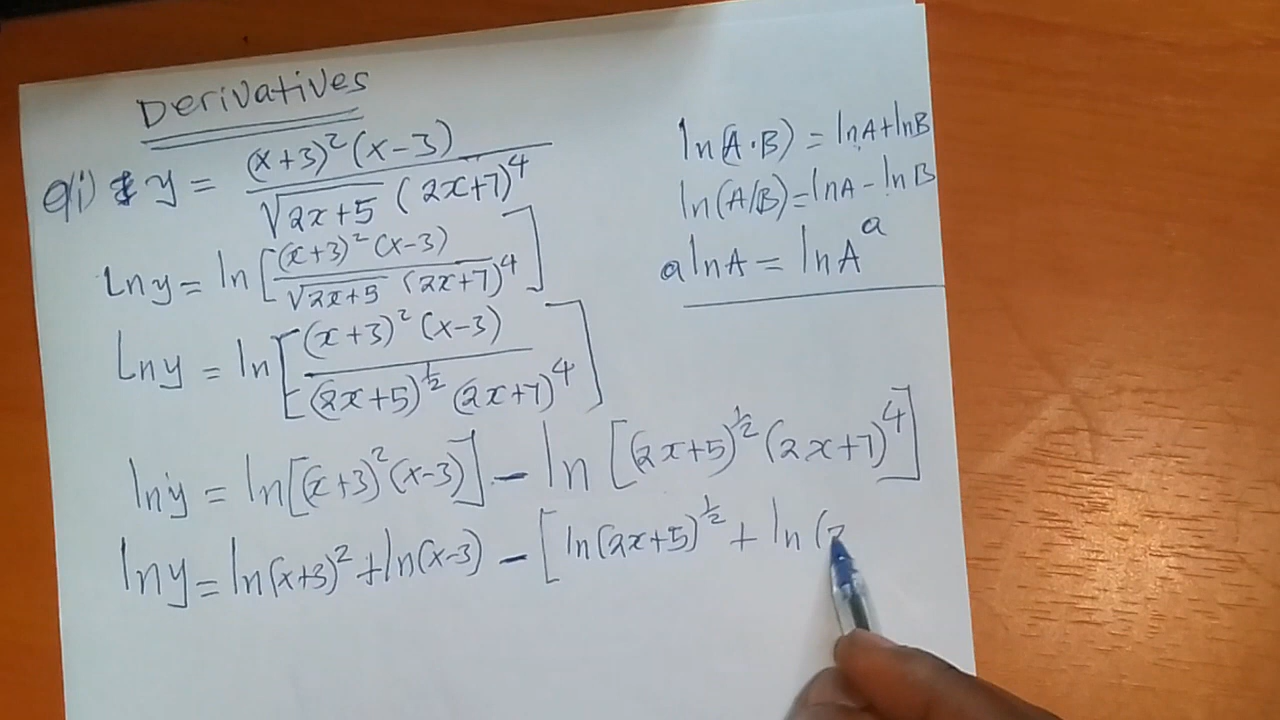 Derivatives
Q1i) y = (x+3)²(x-3) / √2x+5 (2x+7)⁴
Lny = ln[(x+3)²(x-3) / √2x+5 (2x+7)⁴]
Lny = ln[(x+3)²(x-3) / (2x+5)^½ (2x+7)⁴]
lny = ln[(x+3)²(x-3)] - ln[(2x+5)^½(2x+7)⁴]
lny = ln(x+3)² + ln(x-3) - [ln(2x+5)^½ + ln(2
ln(A·B) = lnA+lnB
ln(A/B) = lnA - lnB
alnA = lnA^a